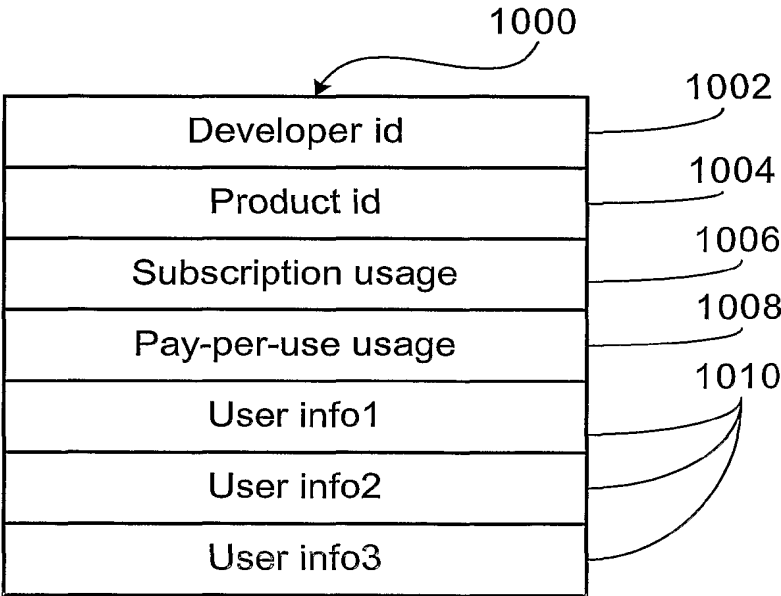 1000
Developer id
1002
Product id
1004
Subscription usage
1006
Pay-per-use usage
1008
User info1
1010
User info2
User info3